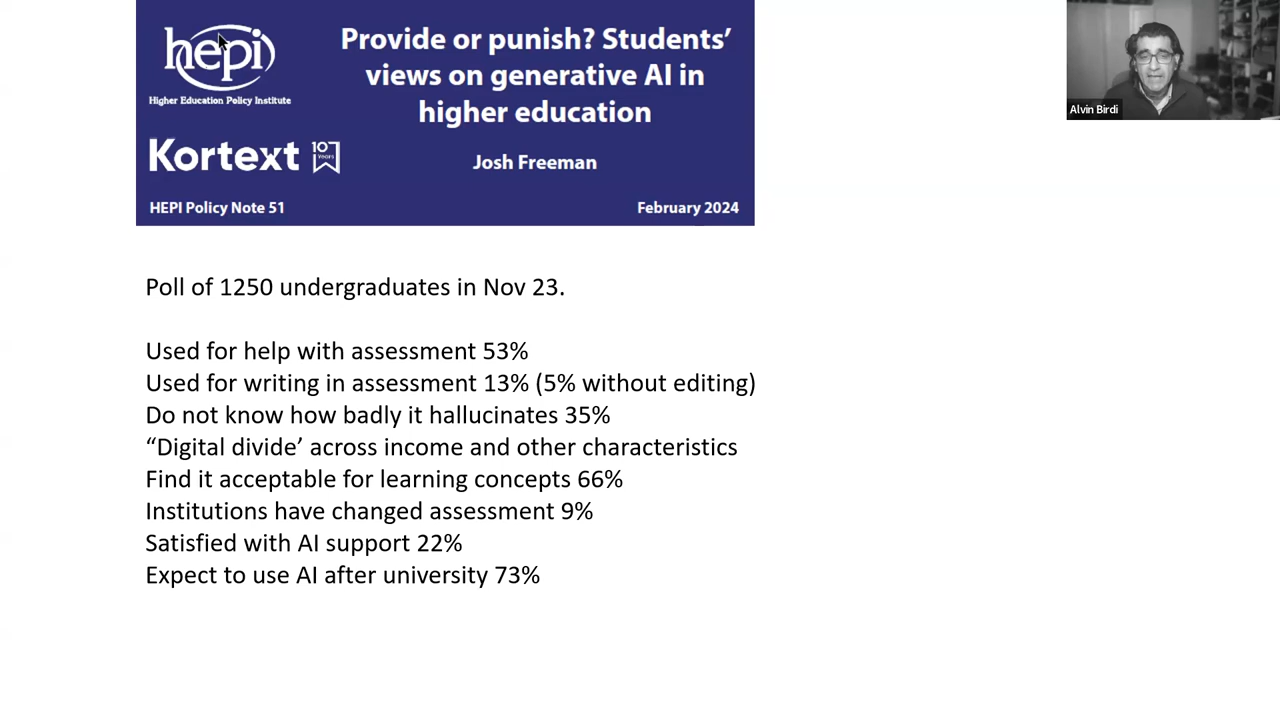 hepi
Higher Education Policy Institute
Kortext 10 Years
HEPI Policy Note 51
Provide or punish? Students’
views on generative AI in
higher education
Josh Freeman
February 2024
Alvin Birdi
Poll of 1250 undergraduates in Nov 23.
Used for help with assessment 53%
Used for writing in assessment 13% (5% without editing)
Do not know how badly it hallucinates 35%
“Digital divide’ across income and other characteristics
Find it acceptable for learning concepts 66%
Institutions have changed assessment 9%
Satisfied with AI support 22%
Expect to use AI after university 73%